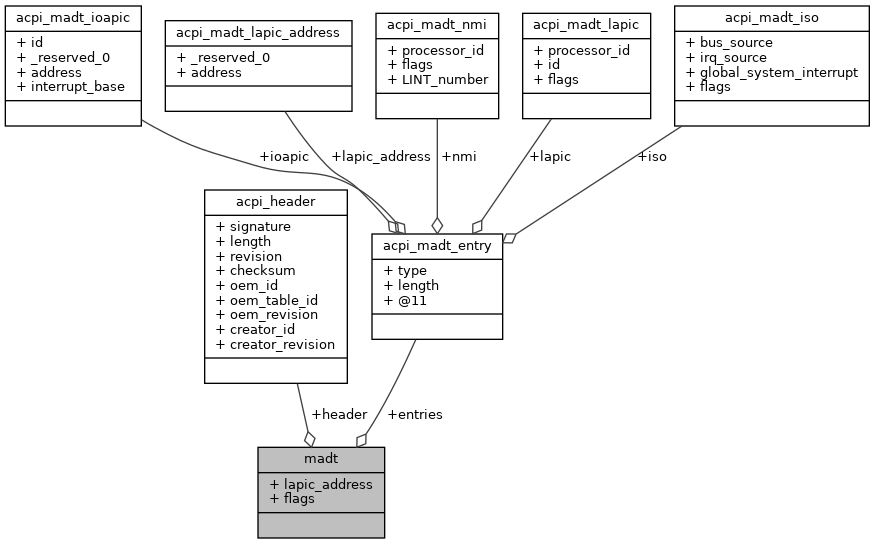 acpi_madt_ioapic
+ id
+ _reserved_0
+ address
+ interrupt_base
acpi_madt_lapic_address
+ _reserved_0
+ address
acpi_madt_nmi
+ processor_id
+ flags
+ LINT_number
acpi_madt_lapic
+ processor_id
+ id
+ flags
acpi_madt_iso
+ bus_source
+ irq_source
+ global_system_interrupt
+ flags
+ioapic
+lapic_address
+nmi
+lapic
+iso
acpi_header
+ signature
+ length
+ revision
+ checksum
+ oem_id
+ oem_table_id
+ oem_revision
+ creator_id
+ creator_revision
acpi_madt_entry
+ type
+ length
+ @11
+header
+entries
madt
+ lapic_address
+ flags